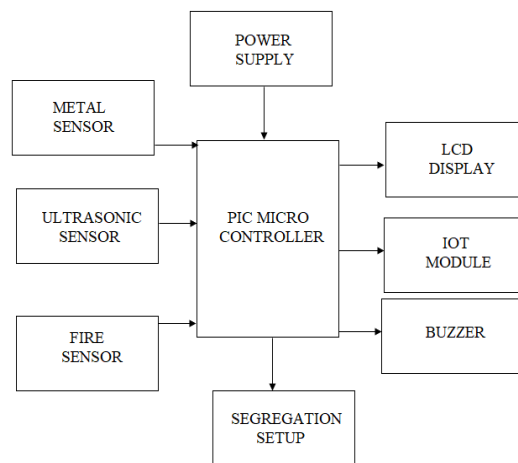 POWER
SUPPLY
METAL
SENSOR
LCD
DISPLAY
ULTRASONIC
SENSOR
PIC MICRO
CONTROLLER
IOT
MODULE
FIRE
SENSOR
BUZZER
SEGREGATION
SETUP